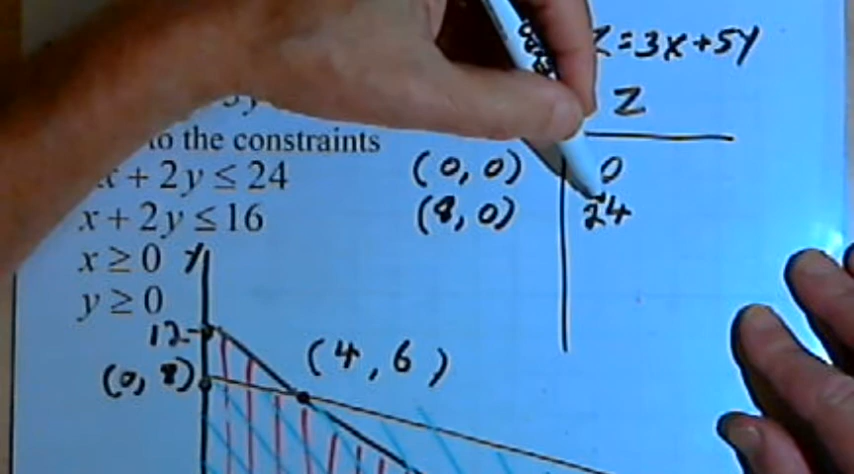 Z=3x+5y
Z
to the constraints
x + 2y ≤ 24
(0, 0) 0
x + 2y ≤ 16
(8, 0) 24
x ≥ 0
y
y ≥ 0
12
(4, 6)
(0, 8)